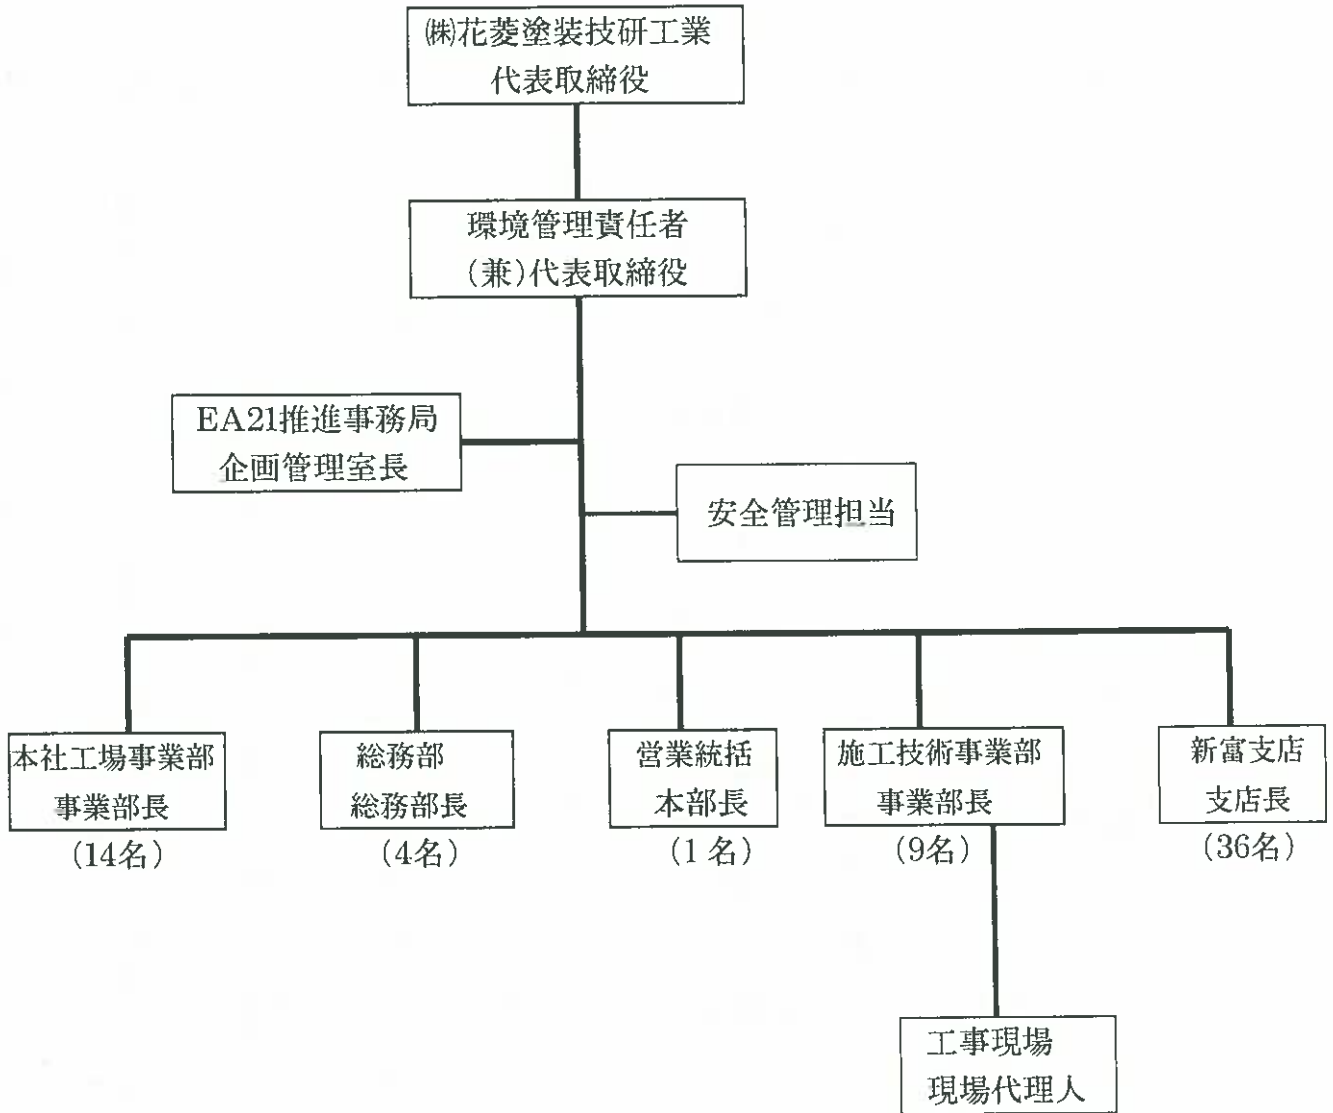 ㈱花菱塗装技研工業
代表取締役
環境管理責任者
(兼)代表取締役
EA21推進事務局
企画管理室長
安全管理担当
本社工場事業部
事業部長
(14名)
総務部
総務部長
(4名)
営業統括
本部長
(1名)
施工技術事業部
事業部長
(9名)
新富支店
支店長
(36名)
工事現場
現場代理人